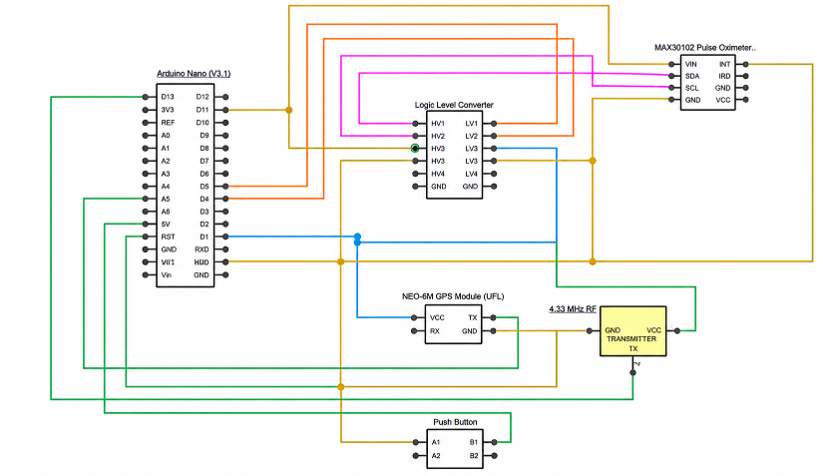 MAX30102 Pulse Oximeter..
VIN INT
SDA IRD
SCL GND
GND VCC
Arduino Nano (V3.1)
D13 D12
3V3 D11
REF D10
A0 D9
A1 D8
A2 D7
A3 D6
A4 D5
A5 D4
A6 D3
5V D2
RST D1
GND RXD
Vin GND
Logic Level Converter
HV1 LV1
HV2 LV2
HV3 LV3
HV3 LV3
HV4 LV4
GND GND
NEO-6M GPS Module (UFL)
VCC TX
RX GND
4.33 MHz RF
GND VCC
TRANSMITTER
TX
Push Button
A1 B1
A2 B2